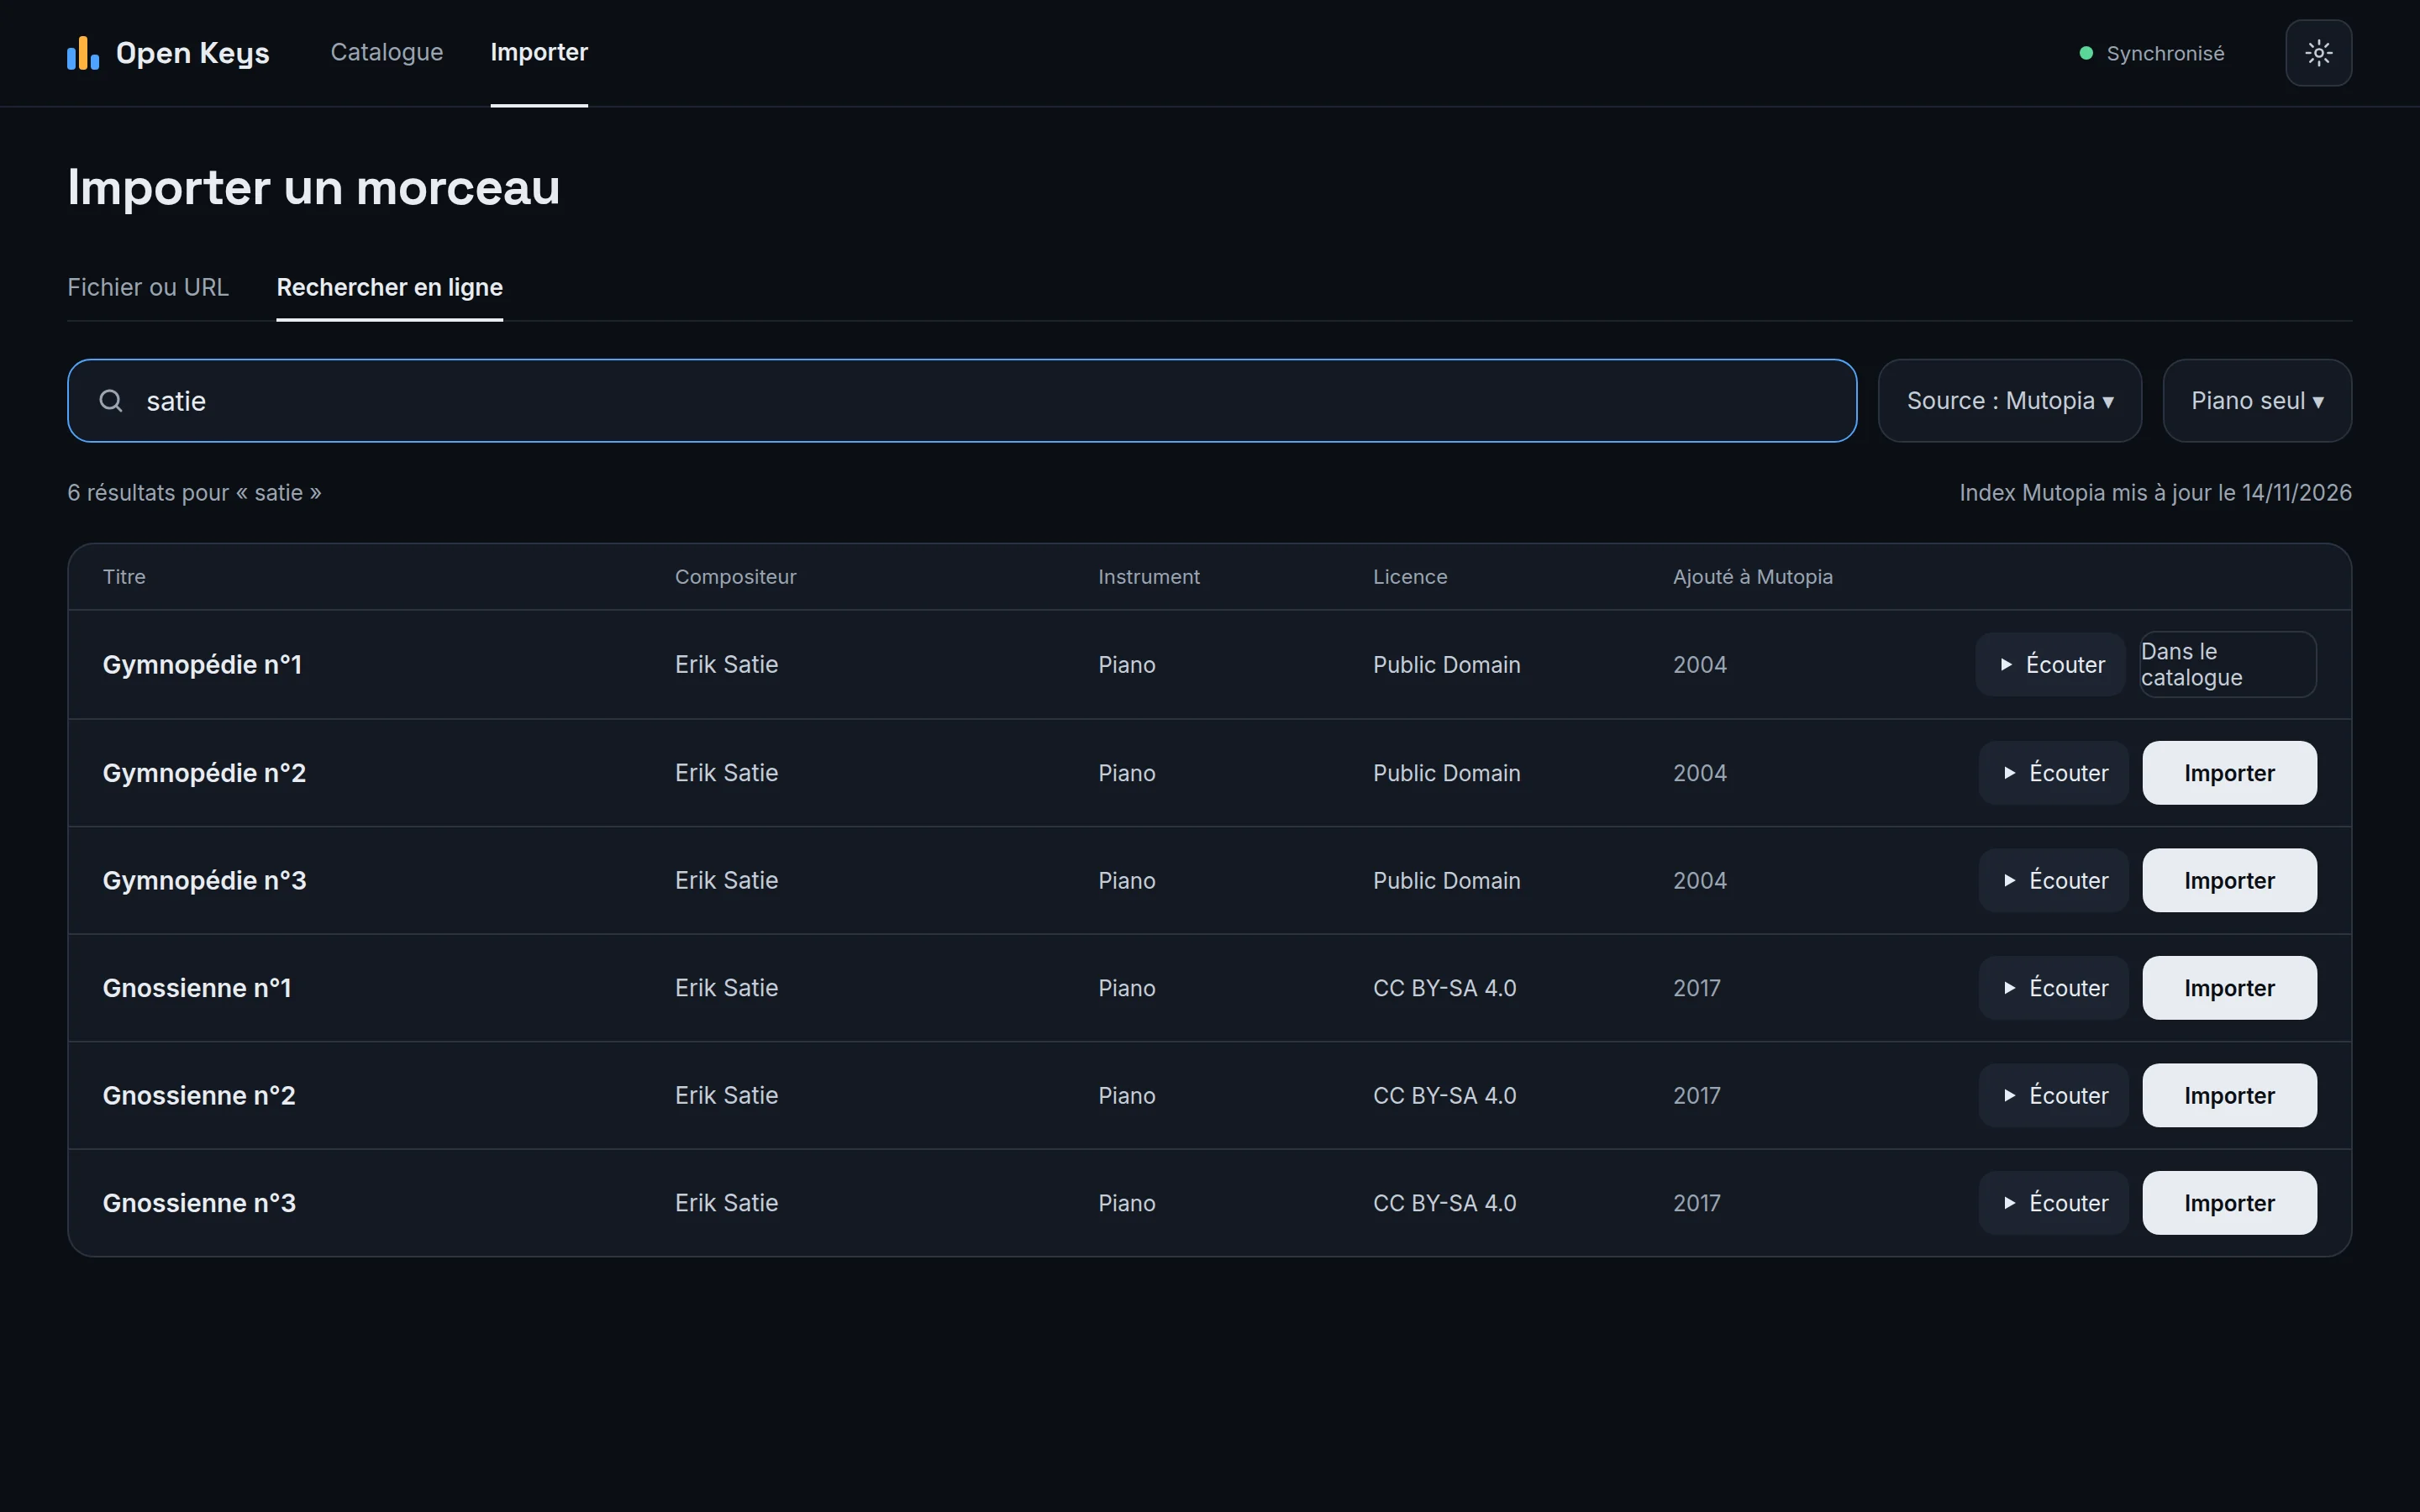 Open Keys Catalogue Importer Synchronisé
Importer un morceau
Fichier ou URL Rechercher en ligne
satie Source : Mutopia ▾ Piano seul ▾
6 résultats pour « satie » Index Mutopia mis à jour le 14/11/2026
Titre Compositeur Instrument Licence Ajouté à Mutopia
Gymnopédie n°1 Erik Satie Piano Public Domain 2004 Écouter Dans le
catalogue
Gymnopédie n°2 Erik Satie Piano Public Domain 2004 Écouter Importer
Gymnopédie n°3 Erik Satie Piano Public Domain 2004 Écouter Importer
Gnossienne n°1 Erik Satie Piano CC BY-SA 4.0 2017 Écouter Importer
Gnossienne n°2 Erik Satie Piano CC BY-SA 4.0 2017 Écouter Importer
Gnossienne n°3 Erik Satie Piano CC BY-SA 4.0 2017 Écouter Importer